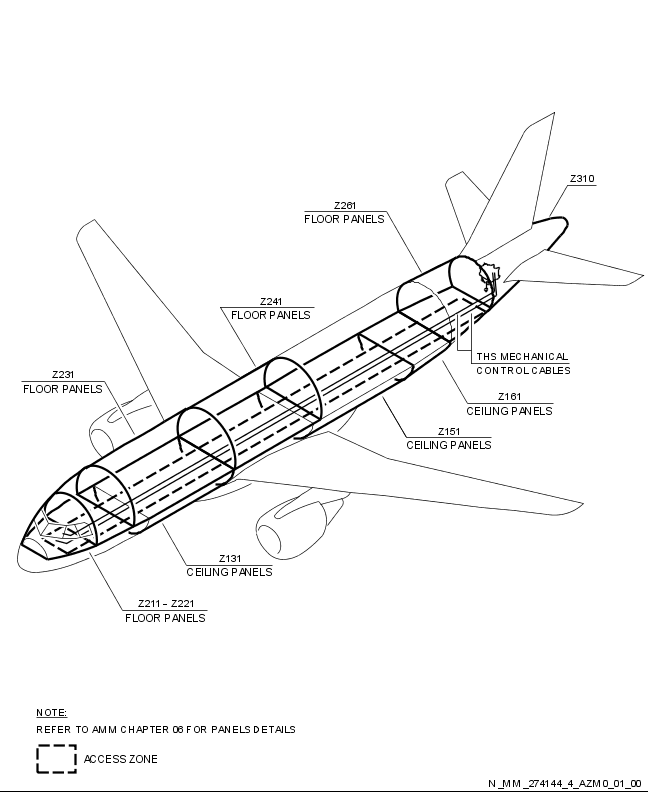 Z310
Z261
FLOOR PANELS
Z241
FLOOR PANELS
THS MECHANICAL
CONTROL CABLES
Z231
FLOOR PANELS
Z161
CEILING PANELS
Z151
CEILING PANELS
Z131
CEILING PANELS
Z211 - Z221
FLOOR PANELS
NOTE:
REFER TO AMM CHAPTER 06 FOR PANELS DETAILS
ACCESS ZONE
N_MM_274144_4_AZM0_01_00